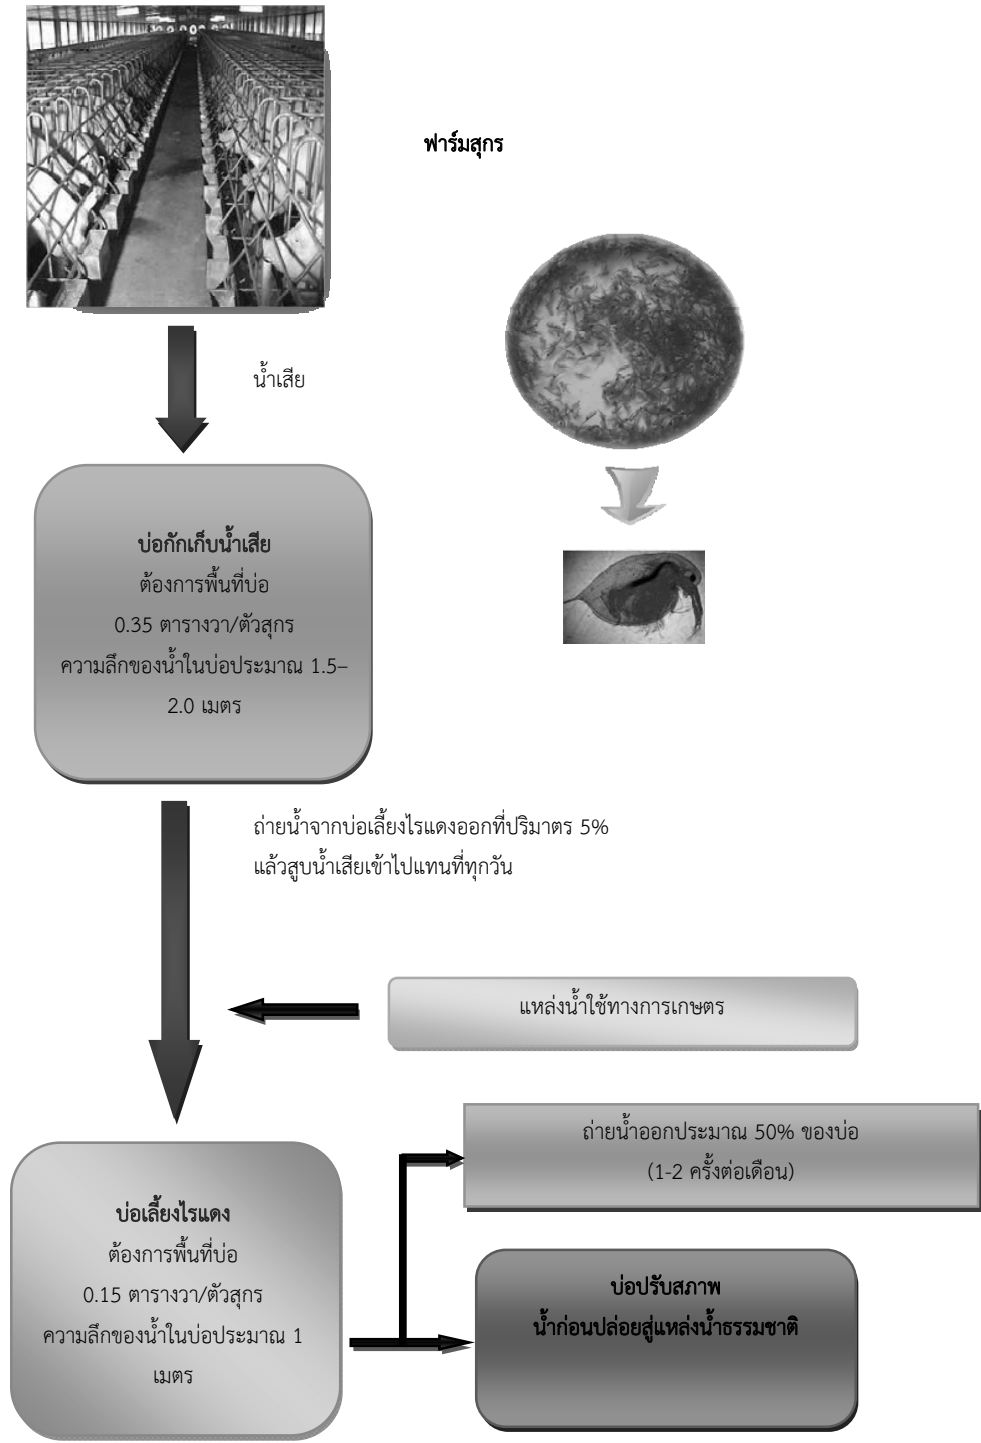 ฟาร์มสุกร
น้ำเสีย
บ่อกักเก็บน้ำเสีย
ต้องการพื้นที่บ่อ
0.35 ตารางวา/ตัวสุกร
ความลึกของน้ำในบ่อประมาณ 1.5–
2.0 เมตร
ถ่ายน้ำจากบ่อเลี้ยงไรแดงออกที่ปริมาตร 5%
แล้วสูบน้ำเสียเข้าไปแทนที่ทุกวัน
แหล่งน้ำใช้ทางการเกษตร
ถ่ายน้ำออกประมาณ 50% ของบ่อ
(1-2 ครั้งต่อเดือน)
บ่อเลี้ยงไรแดง
ต้องการพื้นที่บ่อ
0.15 ตารางวา/ตัวสุกร
ความลึกของน้ำในบ่อประมาณ 1
เมตร
บ่อปรับสภาพ
น้ำก่อนปล่อยสู่แหล่งน้ำธรรมชาติ